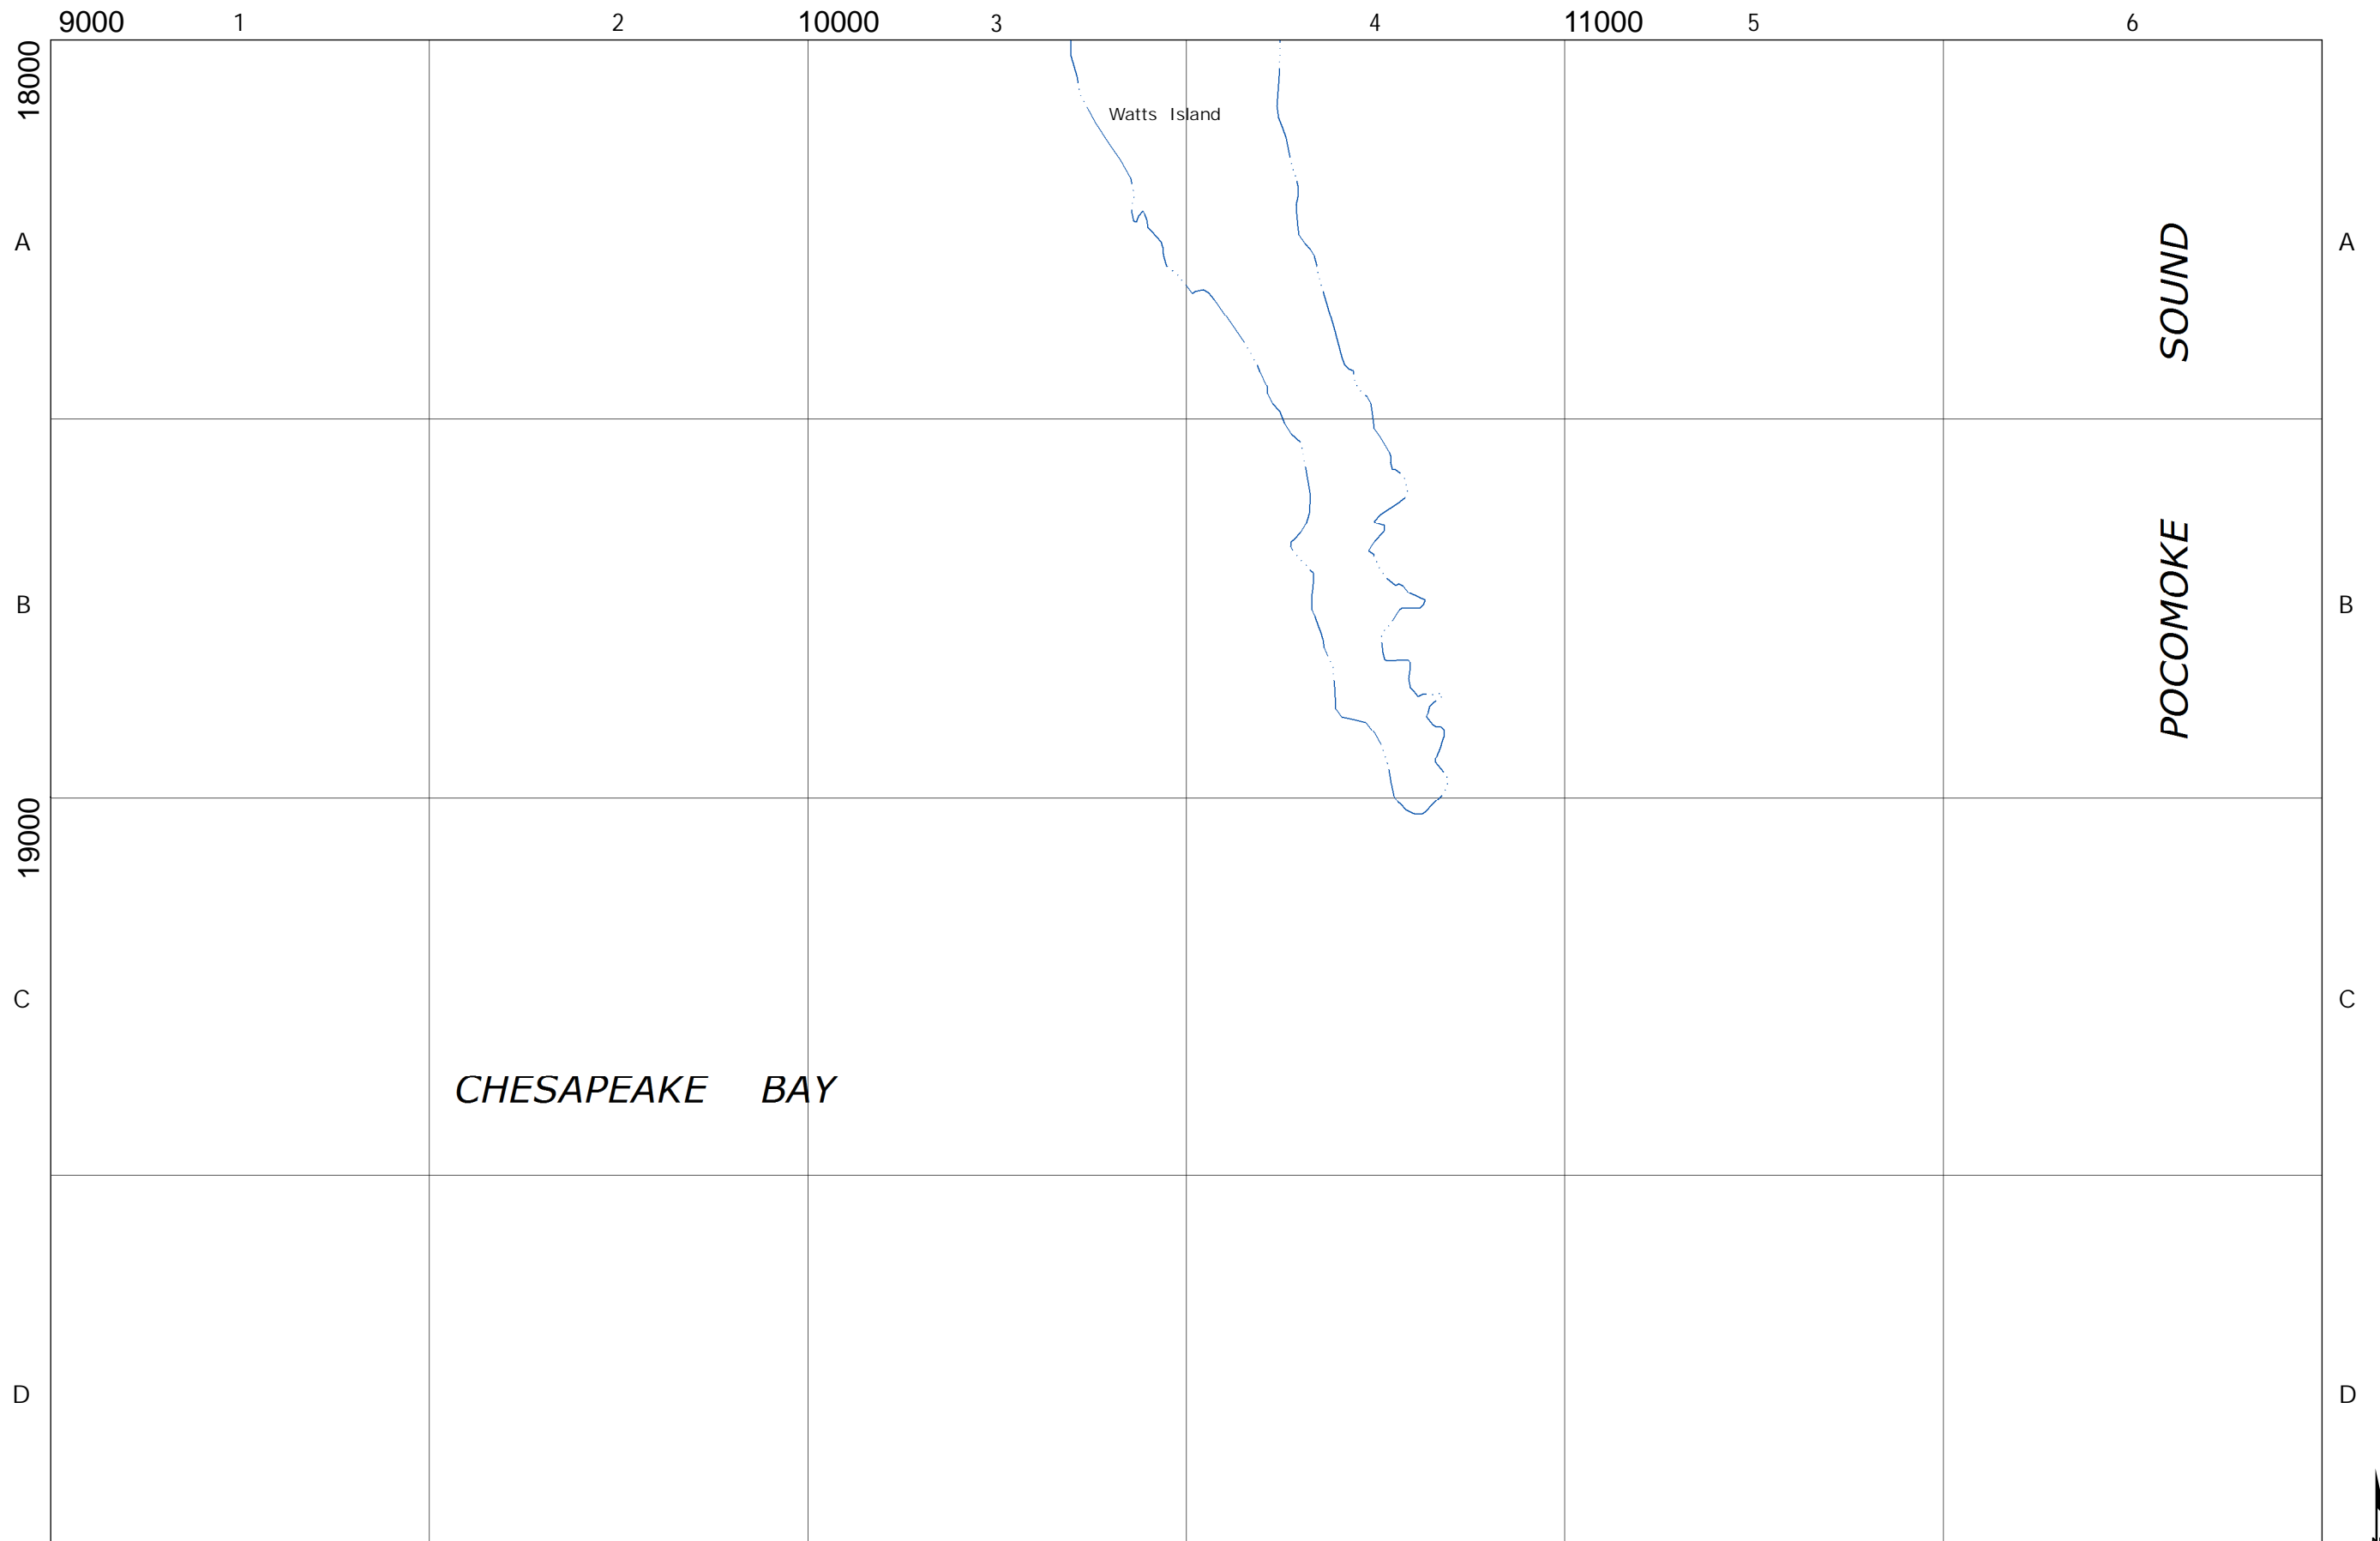 9000 1 2 10000 3 4 11000 5 6
18000
Watts Island
A A
SOUND
B B
POCOMOKE
19000
C C
CHESAPEAKE BAY
D D